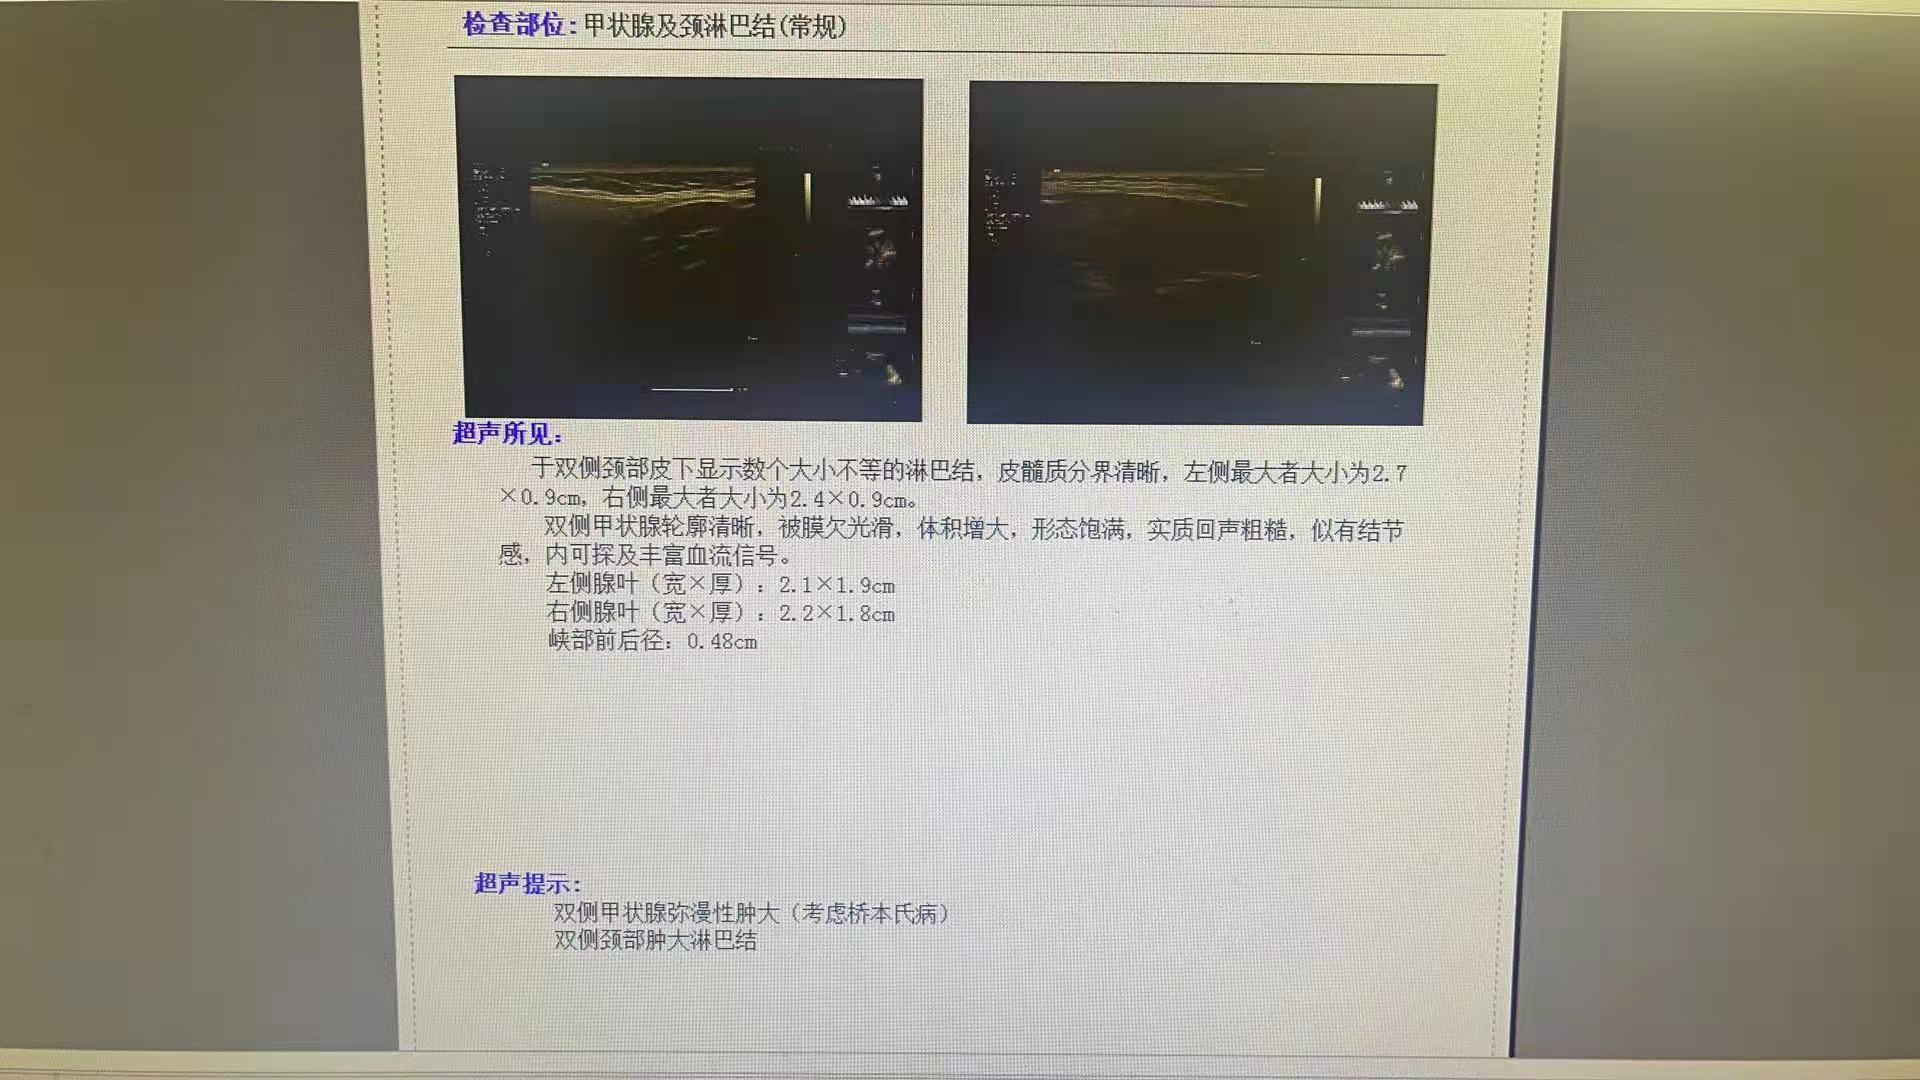 检查部位:甲状腺及颈淋巴结(常规)
超声所见:
于双侧颈部皮下显示数个大小不等的淋巴结，皮髓质分界清晰，左侧最大者大小为2.7
×0.9cm，右侧最大者大小为2.4×0.9cm。
双侧甲状腺轮廓清晰，被膜欠光滑，体积增大，形态饱满，实质回声粗糙，似有结节
感，内可探及丰富血流信号。
左侧腺叶（宽×厚）: 2.1×1.9cm
右侧腺叶（宽×厚）: 2.2×1.8cm
峡部前后径: 0.48cm
超声提示:
双侧甲状腺弥漫性肿大（考虑桥本氏病）
双侧颈部肿大淋巴结